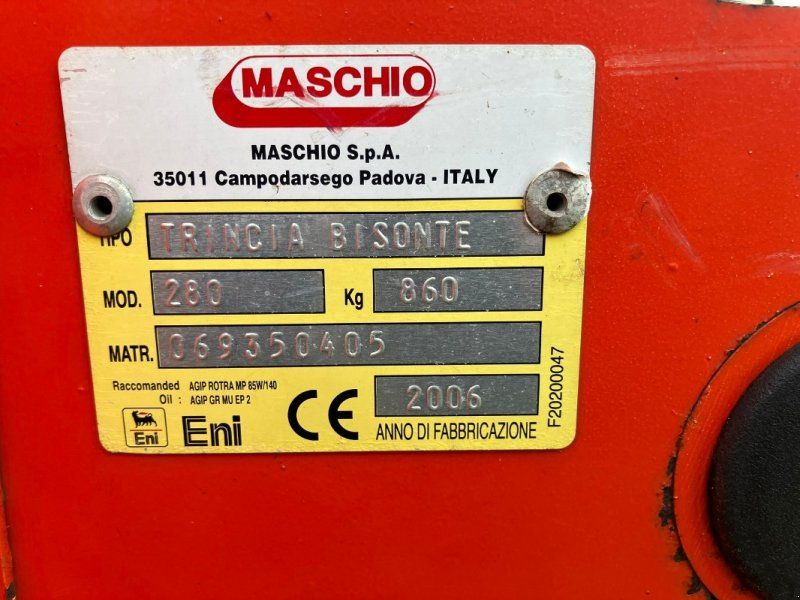 MASCHIO
MASCHIO S.p.A.
35011 Campodarsego Padova - ITALY
TIPO TRINCIA BISONTE
MOD. 280 Kg 860
MATR. 069350405
Raccomanded AGIP ROTRA MP 85W/140
Oil : AGIP GR MU EP 2
Eni Eni CE 2006
ANNO DI FABBRICAZIONE
F20200047